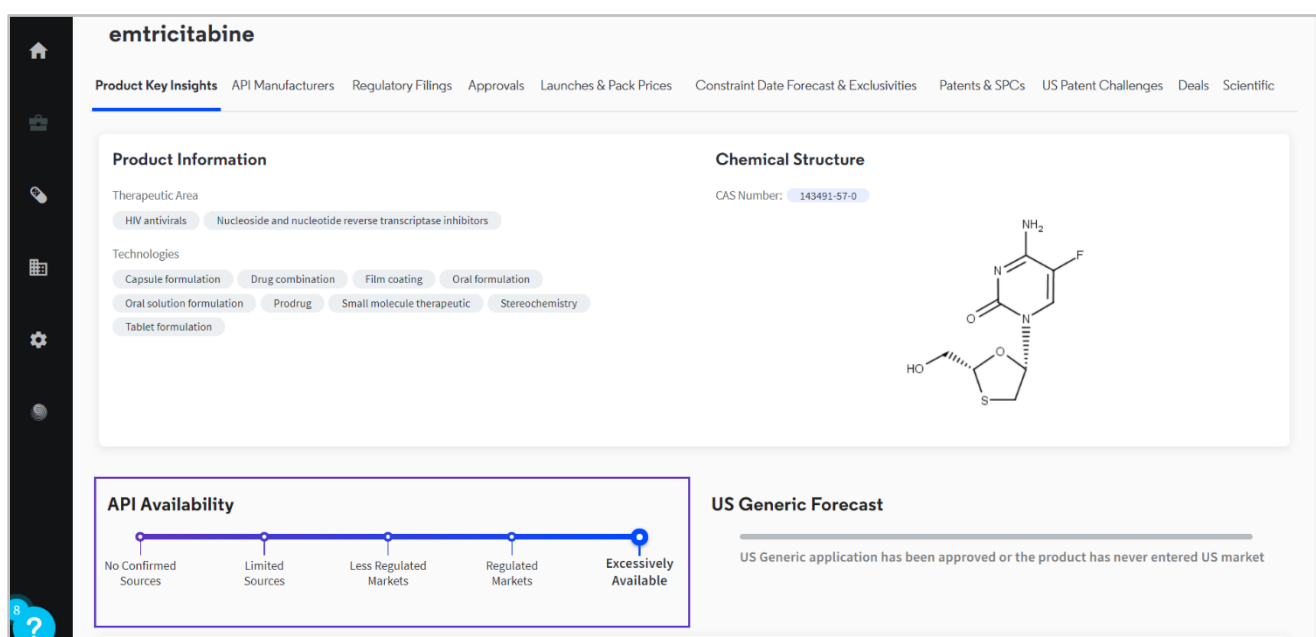 emtricitabine
Product Key Insights API Manufacturers Regulatory Filings Approvals Launches & Pack Prices Constraint Date Forecast & Exclusivities Patents & SPCs US Patent Challenges Deals Scientific
Product Information
Therapeutic Area
HIV antivirals Nucleoside and nucleotide reverse transcriptase inhibitors
Technologies
Capsule formulation Drug combination Film coating Oral formulation
Oral solution formulation Prodrug Small molecule therapeutic Stereochemistry
Tablet formulation
Chemical Structure
CAS Number: 143491-57-0
NH2
N F
O N
HO O
S
API Availability
No Confirmed Sources
Limited Sources
Less Regulated Markets
Regulated Markets
Excessively Available
US Generic Forecast
US Generic application has been approved or the product has never entered US market
8
?